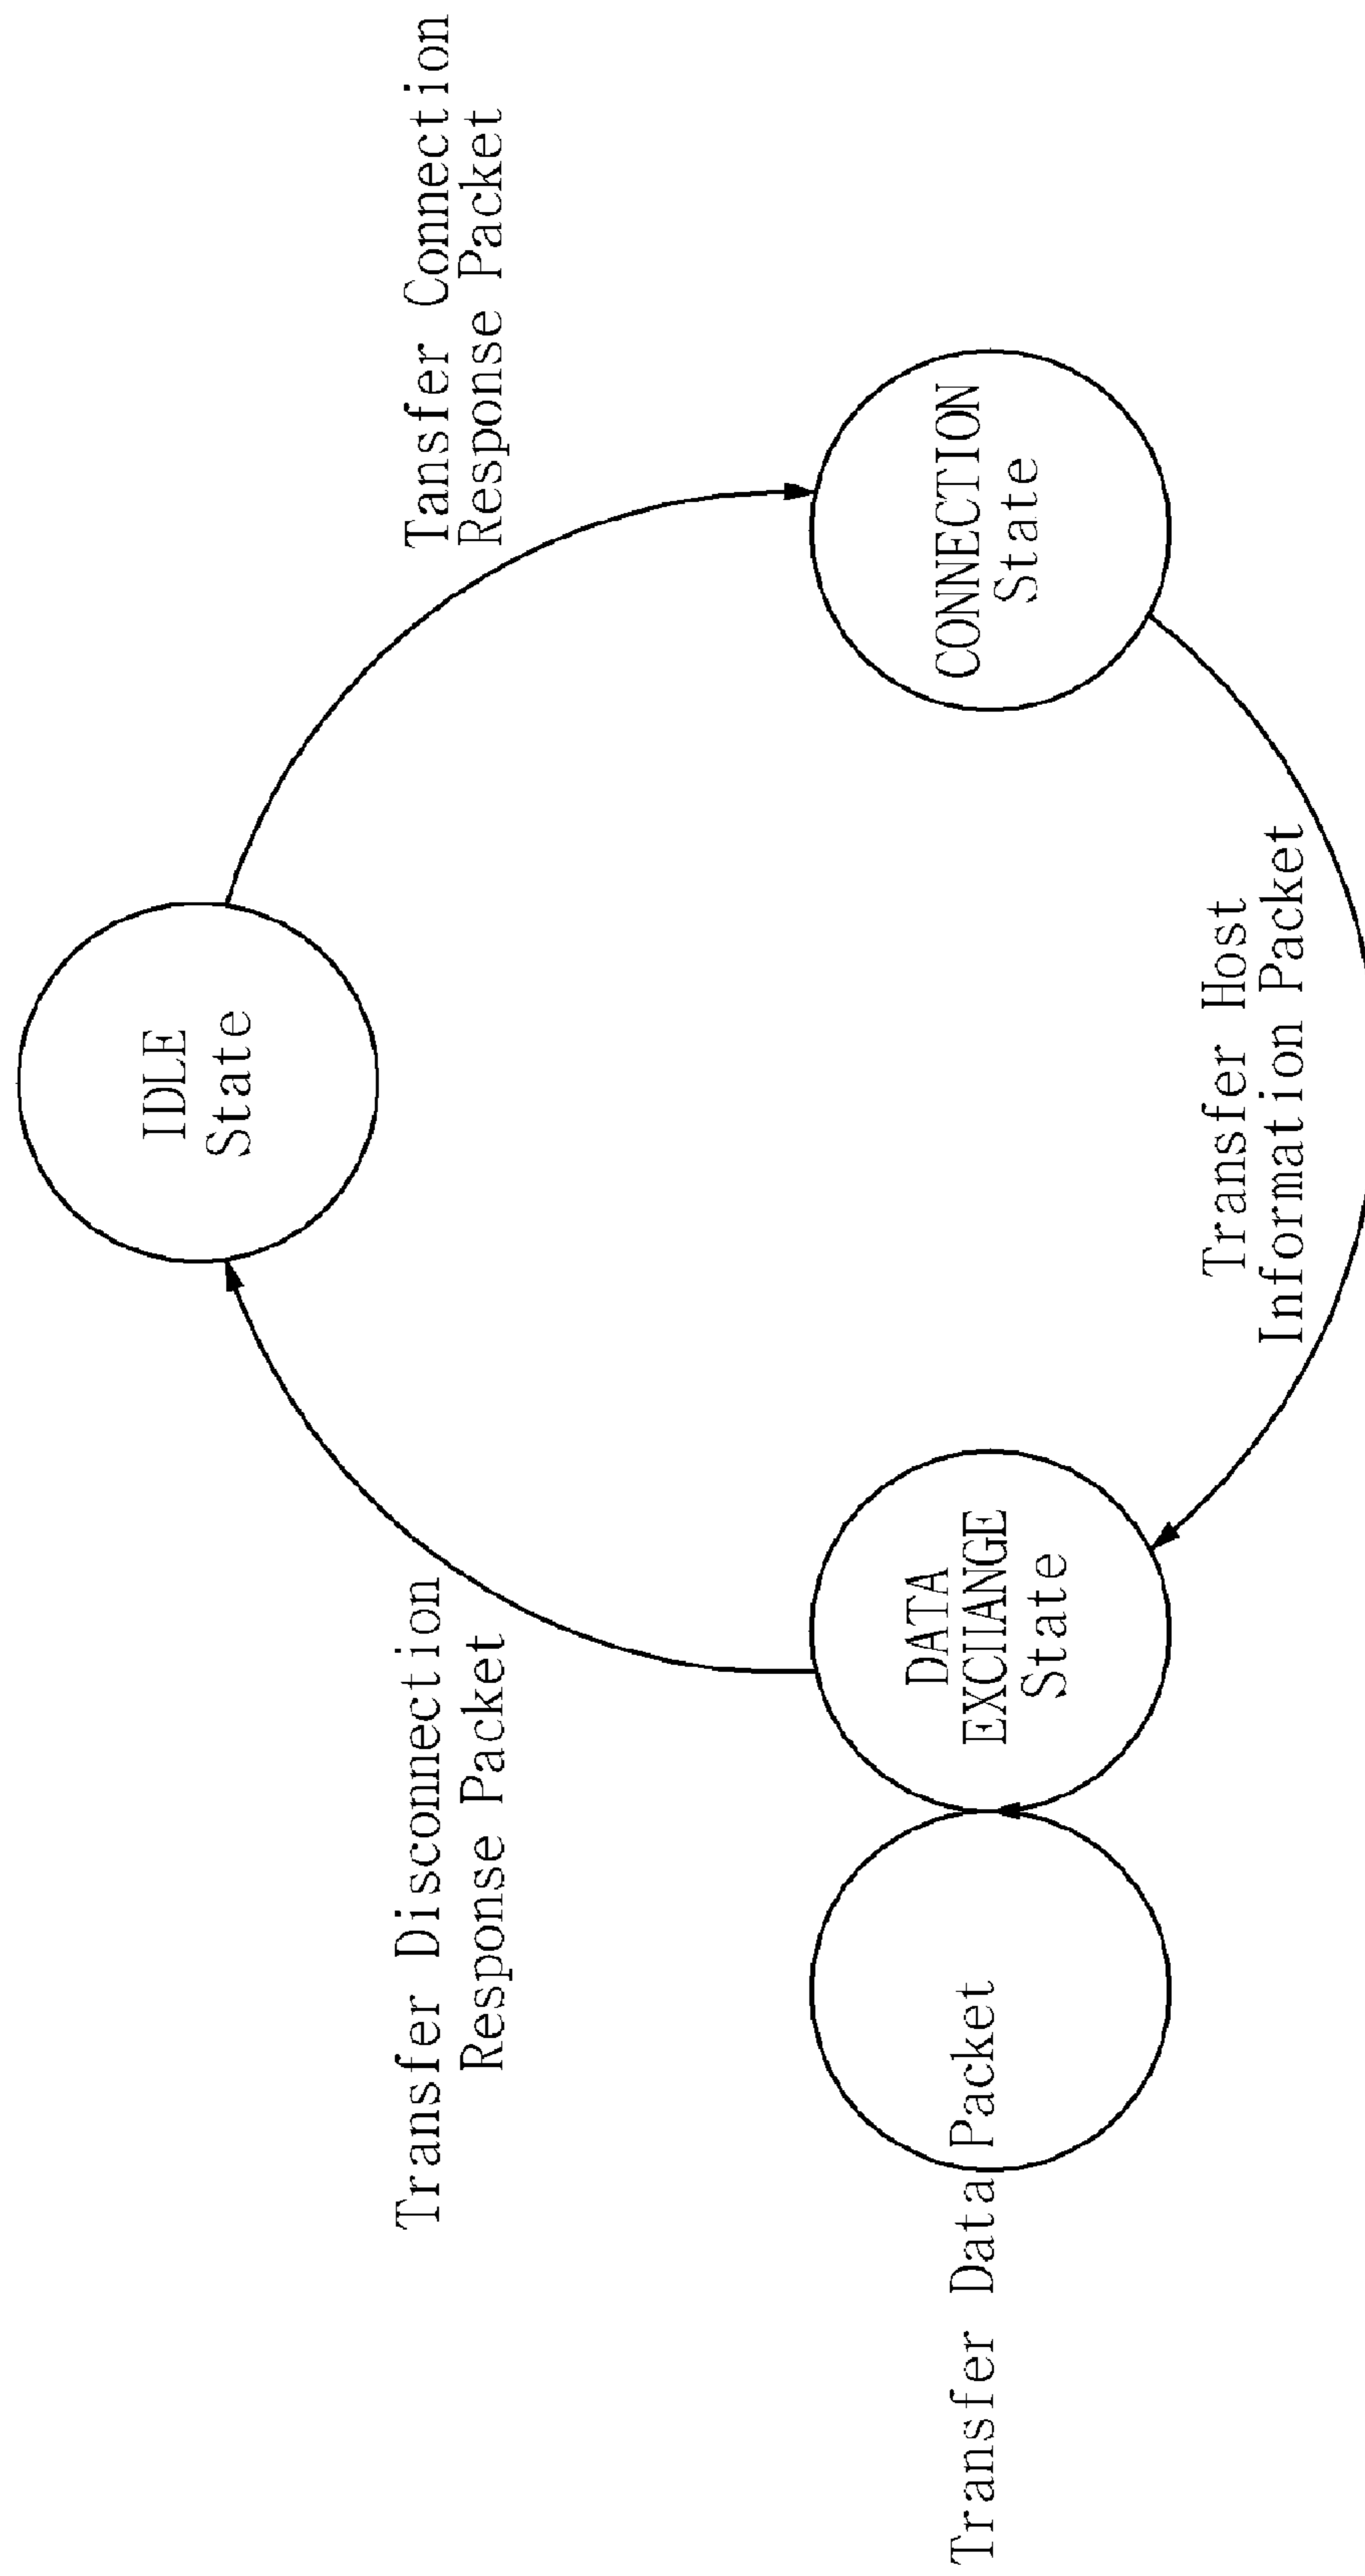 IDLE
State
Tansfer Connection
Response Packet
CONNECTION
State
Transfer Host
Information Packet
DATA
EXCHANGE
State
Transfer Data Packet
Transfer Disconnection
Response Packet